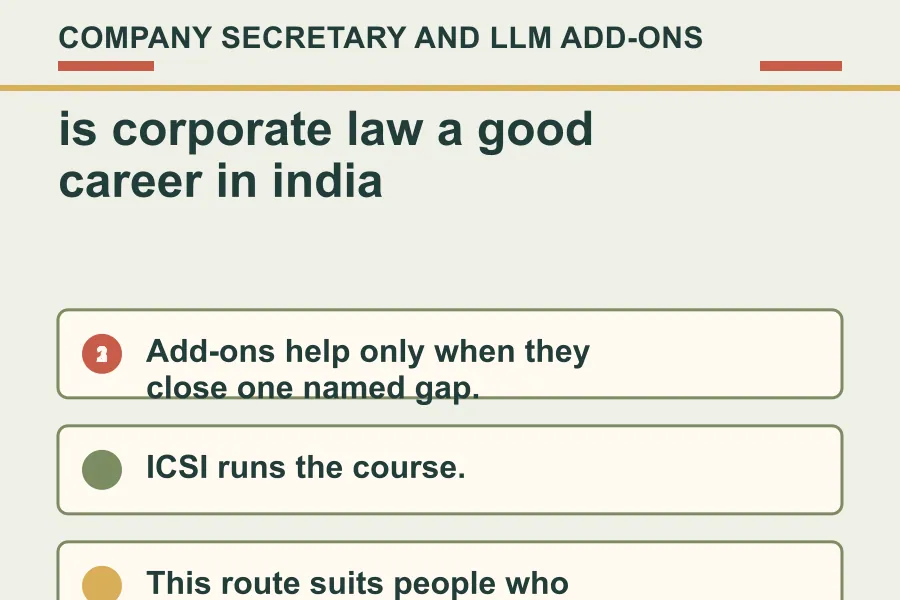 COMPANY SECRETARY AND LLM ADD-ONS
is corporate law a good
career in india
Add-ons help only when they
close one named gap.
ICSI runs the course.
This route suits people who